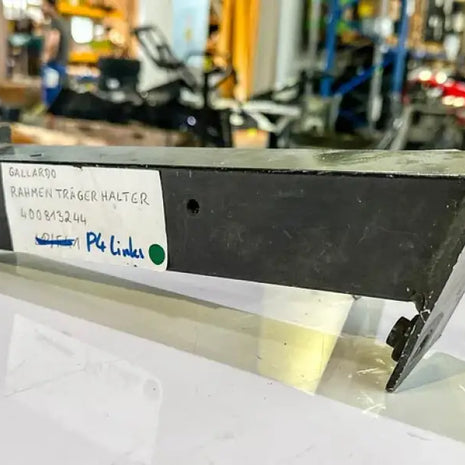 GALLARDO
RAHMEN TRÄGER HALTER
400813244
P4 Links